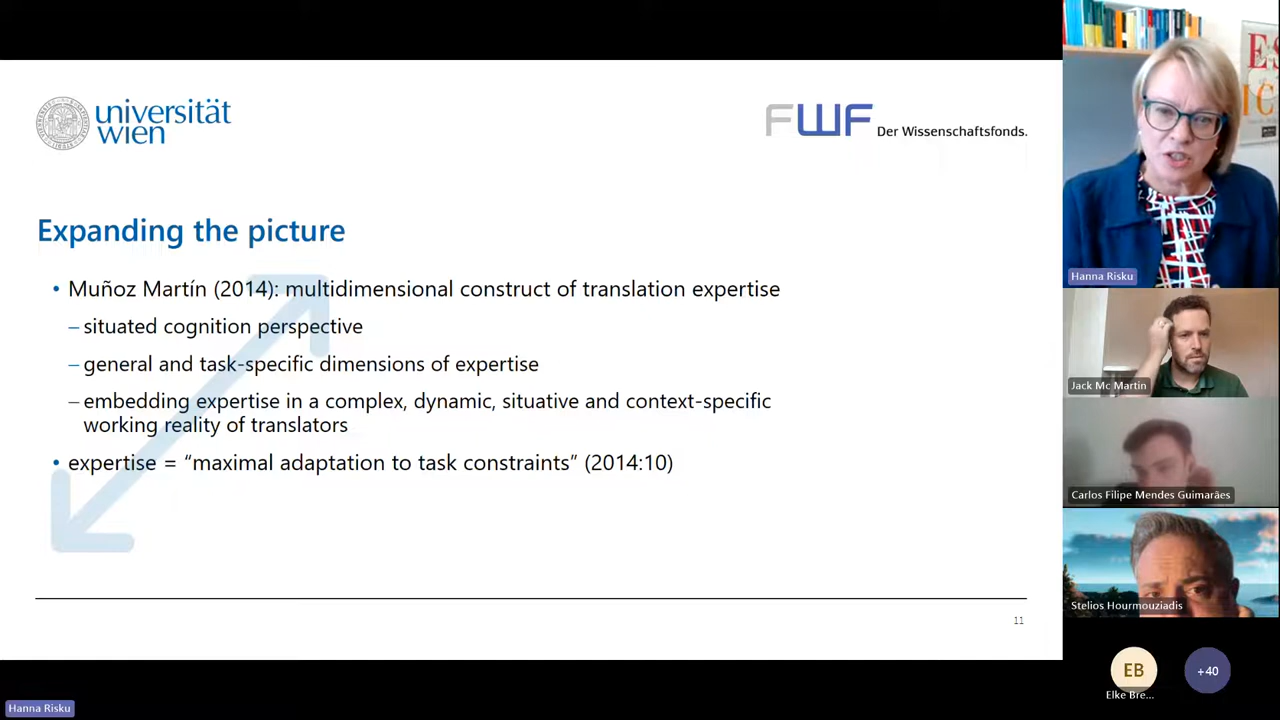 universität
wien
FWF Der Wissenschaftsfonds.
Expanding the picture
• Muñoz Martín (2014): multidimensional construct of translation expertise
– situated cognition perspective
– general and task-specific dimensions of expertise
– embedding expertise in a complex, dynamic, situative and context-specific
working reality of translators
• expertise = “maximal adaptation to task constraints” (2014:10)
11
Hanna Risku
Hanna Risku
Jack Mc Martin
Carlos Filipe Mendes Guimarães
Stelios Hourmouziadis
EB
Elke Bre...
+40